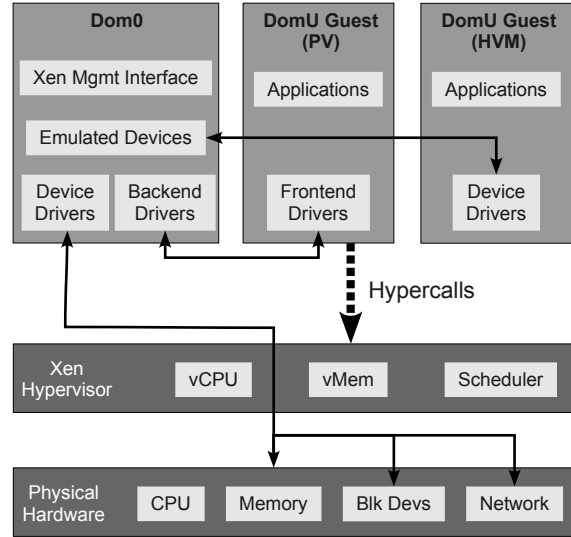 Dom0
Xen Mgmt Interface
Emulated Devices
Device
Drivers
Backend
Drivers
DomU Guest
(PV)
Applications
Frontend
Drivers
DomU Guest
(HVM)
Applications
Device
Drivers
Hypercalls
Xen
Hypervisor
vCPU
vMem
Scheduler
Physical
Hardware
CPU
Memory
Blk Devs
Network